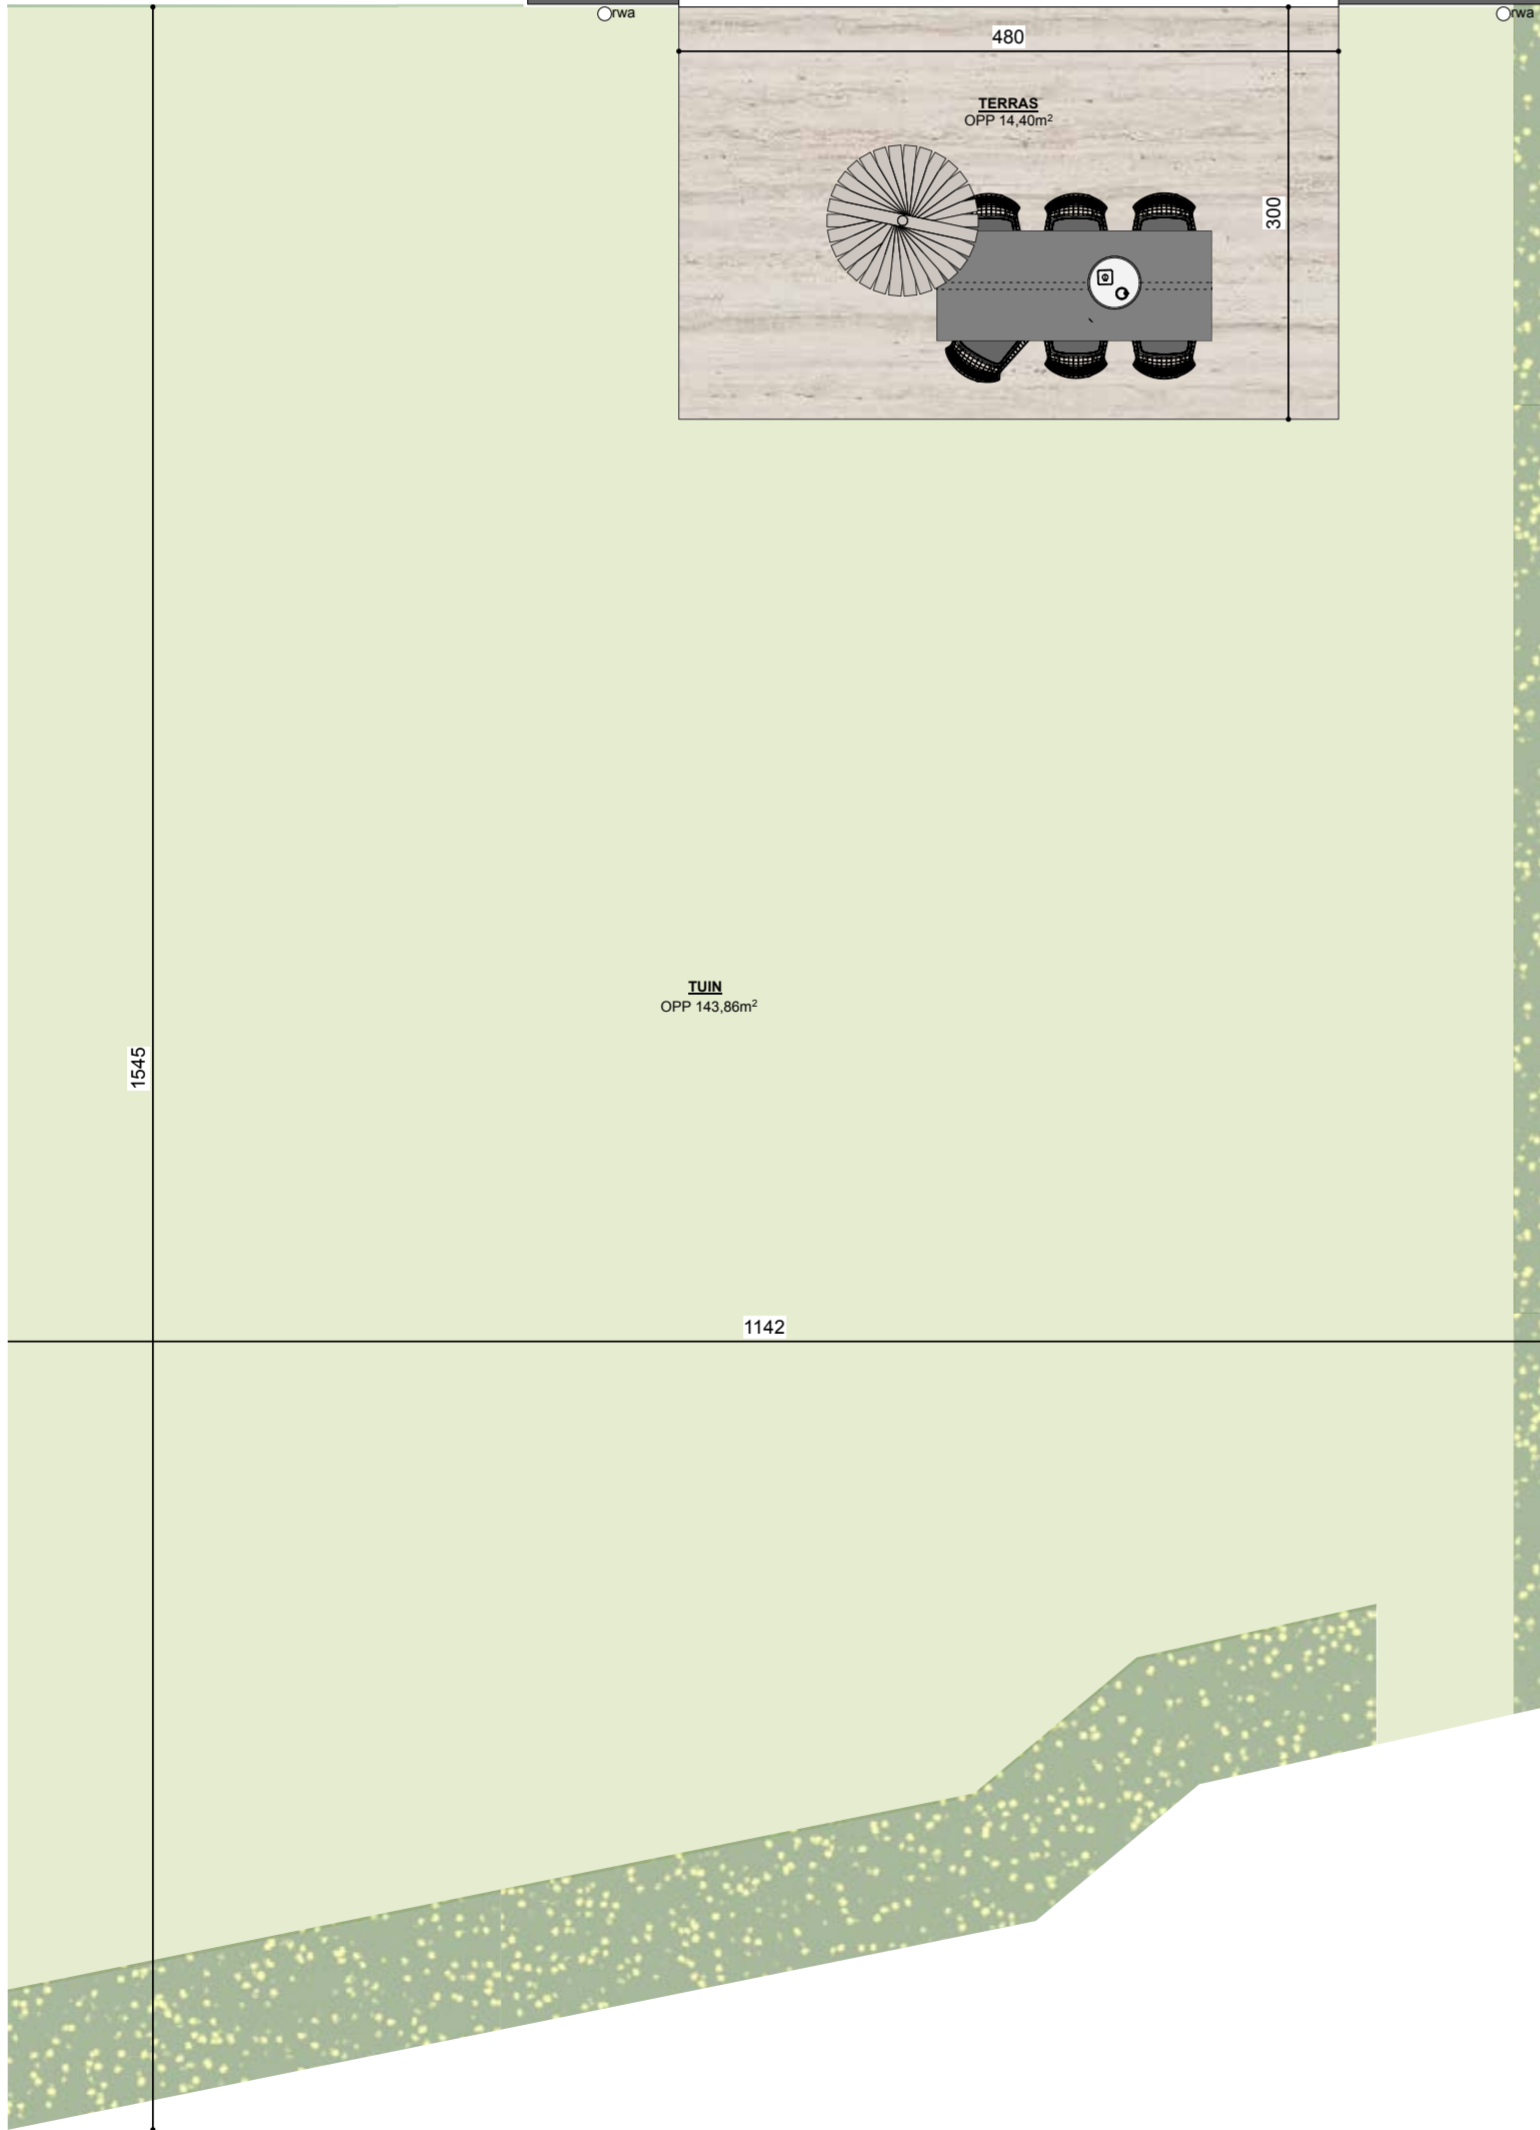 rwa
rwa
480
TERRAS
OPP 14,40m²
300
TUIN
OPP 143,86m²
1545
1142